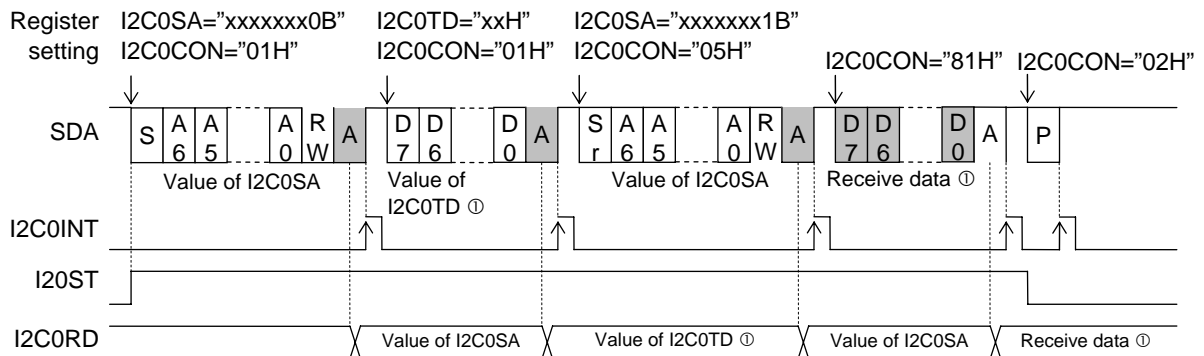 Register setting
I2C0SA=”xxxxxxx0B”
I2C0CON=”01H”
I2C0TD=”xxH”
I2C0CON=”01H”
I2C0SA=”xxxxxxx1B”
I2C0CON=”05H”
I2C0CON=”81H”
I2C0CON=”02H”
SDA
S A6 A5 A0 RW A D7 D6 D0 A Sr A6 A5 A0 RW A D7 D6 D0 A P
Value of I2C0SA
Value of
I2C0TD ①
Value of I2C0SA
Receive data ①
I2C0INT
I20ST
I2C0RD
Value of I2C0SA
Value of I2C0TD ①
Value of I2C0SA
Receive data ①